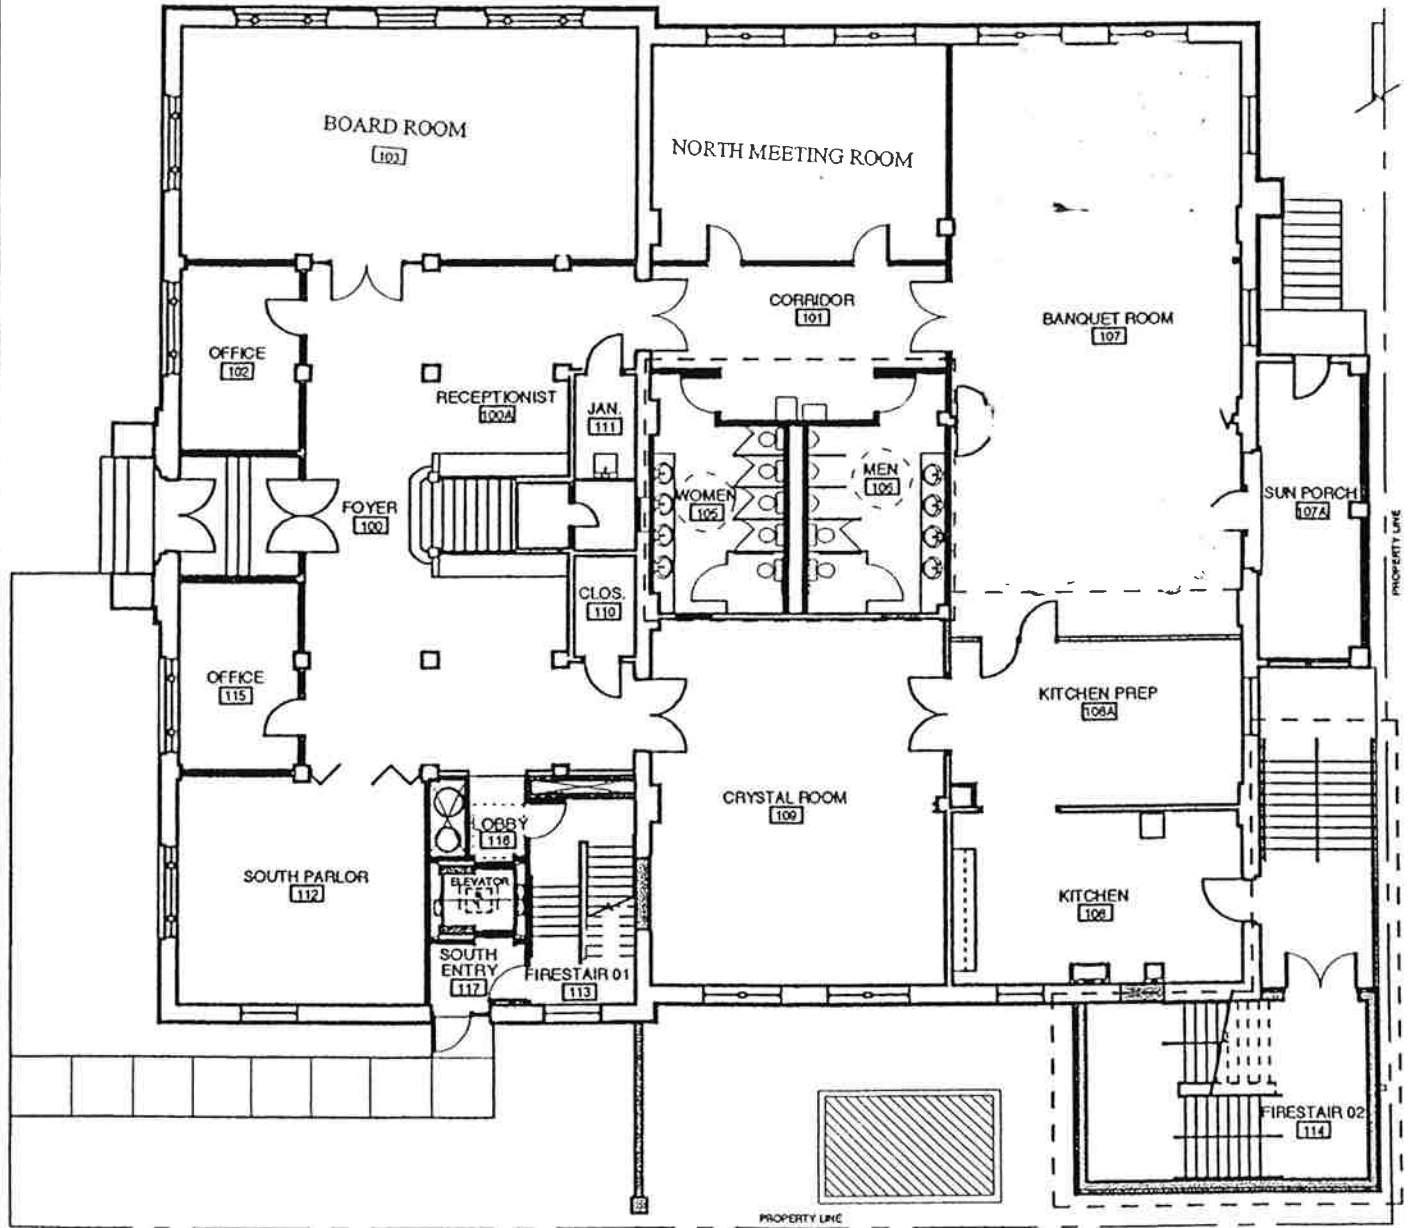 BOARD ROOM
103
NORTH MEETING ROOM
CORRIDOR
101
BANQUET ROOM
107
OFFICE
102
RECEPTIONIST
100A
JAN.
111
FOYER
100
WOMEN
105
MEN
106
SUN PORCH
107A
PROPERTY LINE
CLOS.
110
OFFICE
115
KITCHEN PREP
108A
CRYSTAL ROOM
109
LOBBY
116
SOUTH PARLOR
112
ELEVATOR
KITCHEN
108
SOUTH
ENTRY
117
FIRESTAIR 01
113
FIRESTAIR 02
114
PROPERTY LINE